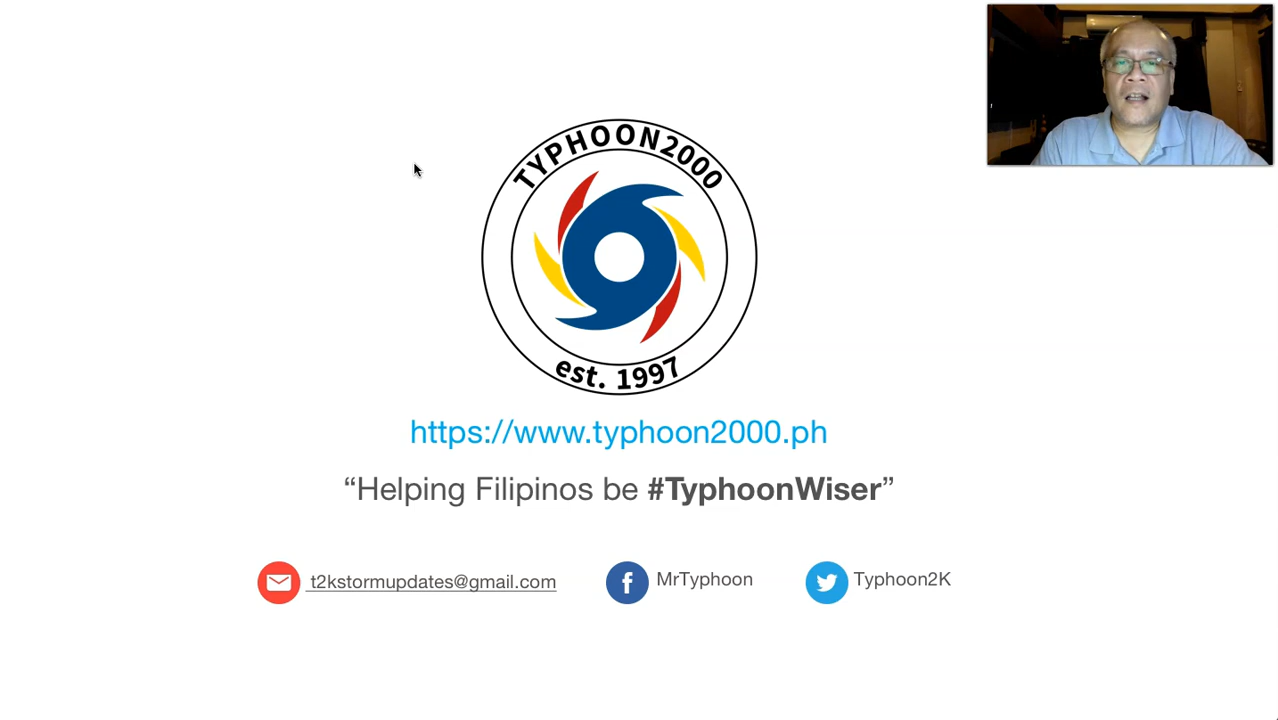 TYPHOON2000
est. 1997
https://www.typhoon2000.ph
“Helping Filipinos be #TyphoonWiser”
t2kstormupdates@gmail.com
MrTyphoon
Typhoon2K